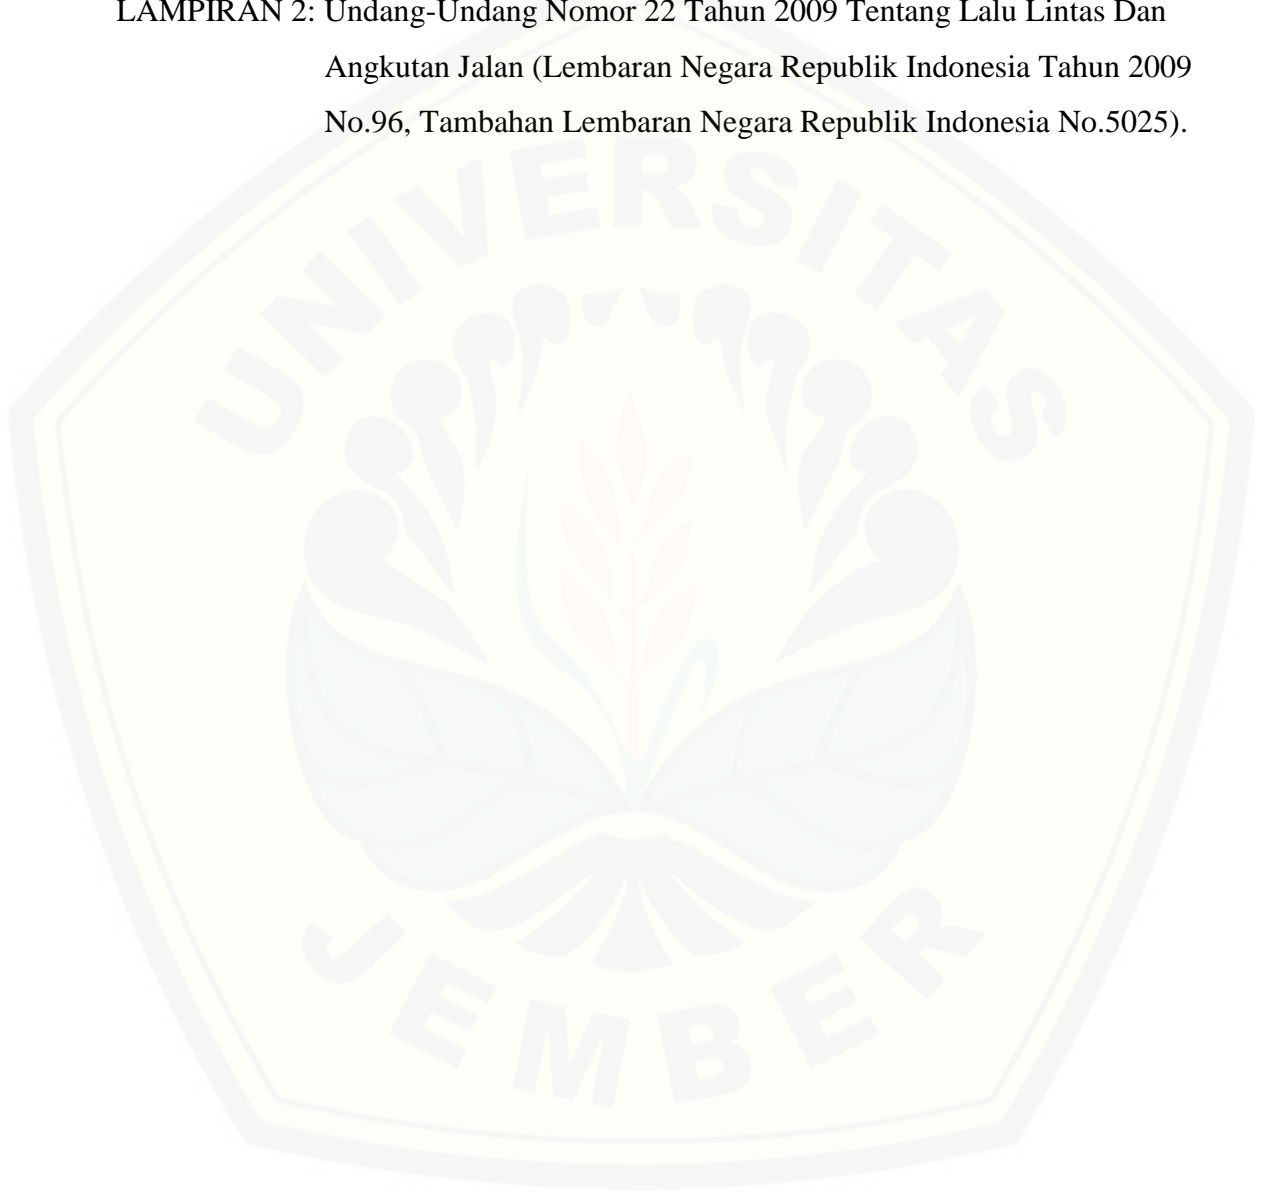 LAMPIRAN 2: Undang-Undang Nomor 22 Tahun 2009 Tentang Lalu Lintas Dan
Angkutan Jalan (Lembaran Negara Republik Indonesia Tahun 2009
No.96, Tambahan Lembaran Negara Republik Indonesia No.5025).
UNIVERSITAS
JEMBER